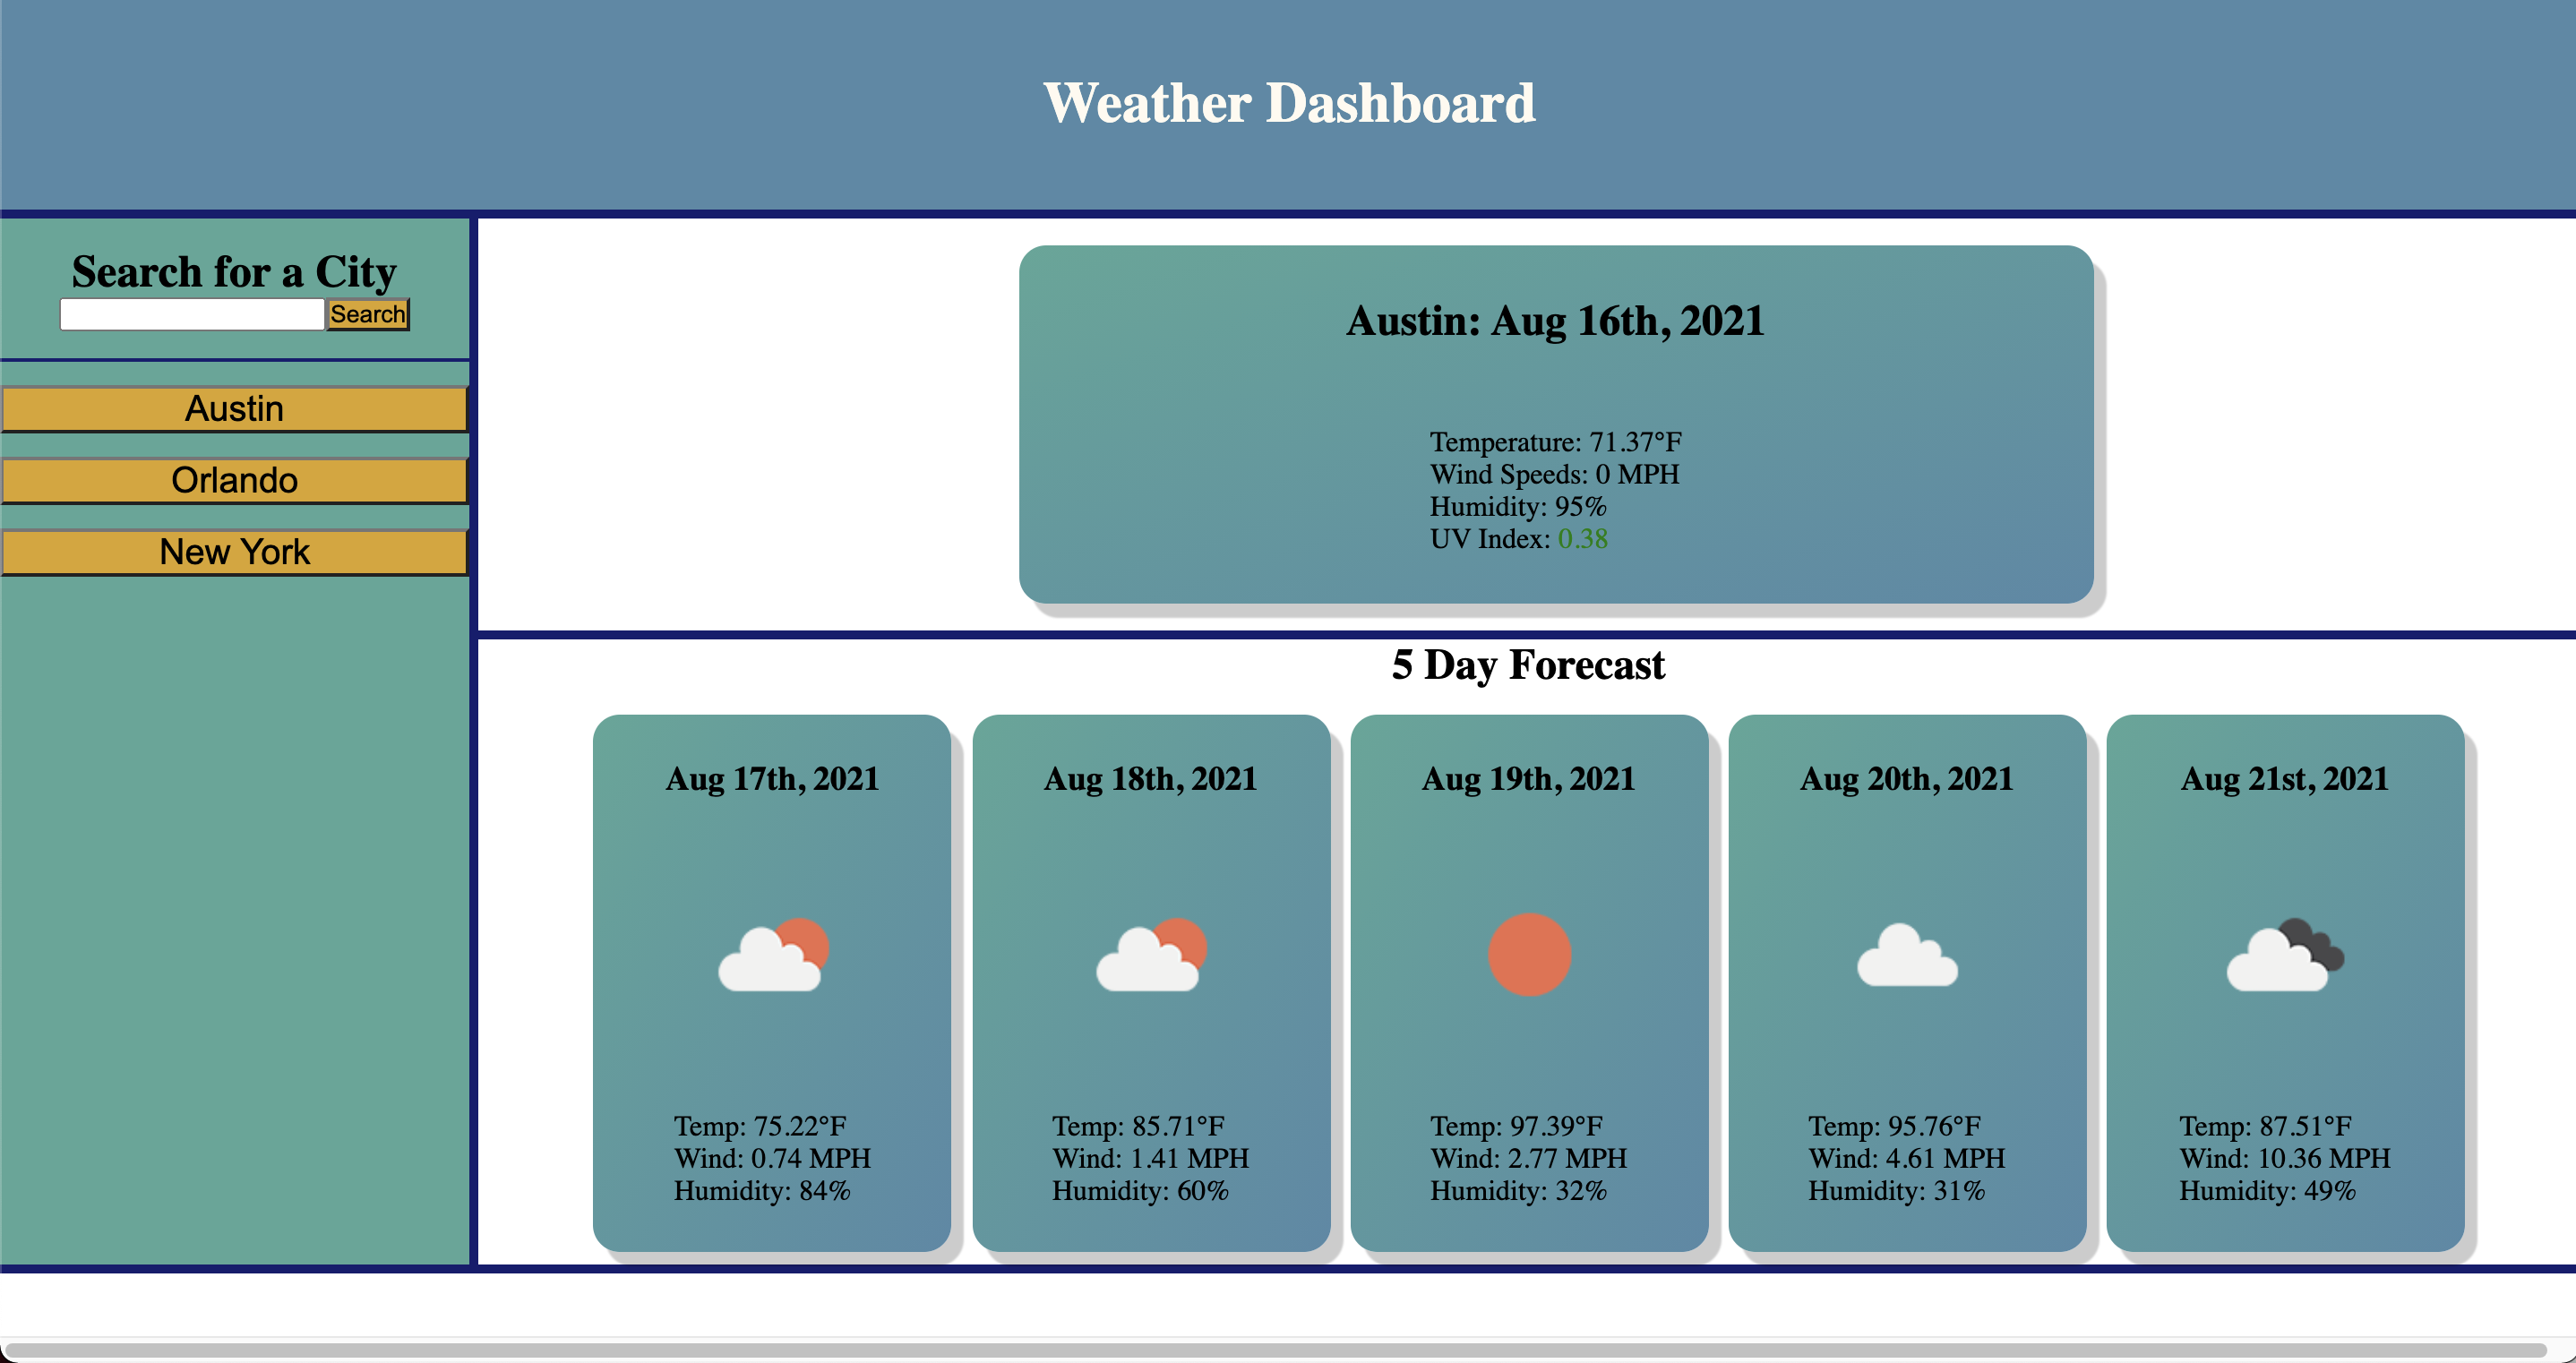 Weather Dashboard
Search for a City
Search
Austin
Orlando
New York
Austin: Aug 16th, 2021
Temperature: 71.37°F
Wind Speeds: 0 MPH
Humidity: 95%
UV Index: 0.38
5 Day Forecast
Aug 17th, 2021
Temp: 75.22°F
Wind: 0.74 MPH
Humidity: 84%
Aug 18th, 2021
Temp: 85.71°F
Wind: 1.41 MPH
Humidity: 60%
Aug 19th, 2021
Temp: 97.39°F
Wind: 2.77 MPH
Humidity: 32%
Aug 20th, 2021
Temp: 95.76°F
Wind: 4.61 MPH
Humidity: 31%
Aug 21st, 2021
Temp: 87.51°F
Wind: 10.36 MPH
Humidity: 49%